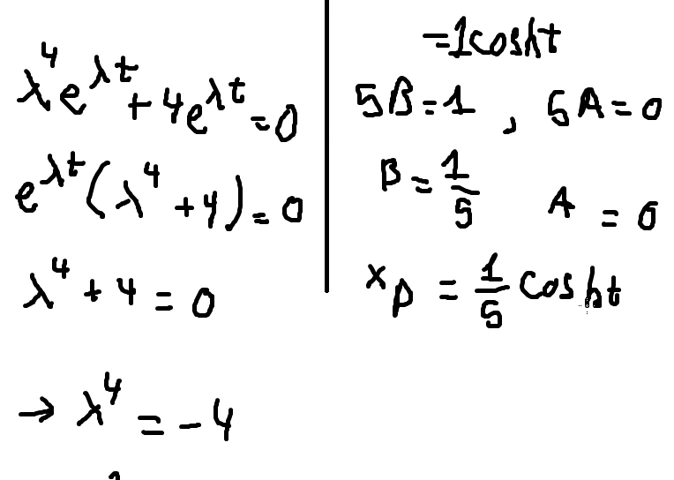 λ⁴e^λt + 4e^λt = 0
e^λt(λ⁴ + 4) = 0
λ⁴ + 4 = 0
→ λ⁴ = -4
=1cosht
5B=1 , 5A=0
B = 1/5 A = 0
xp = 1/5 cosht